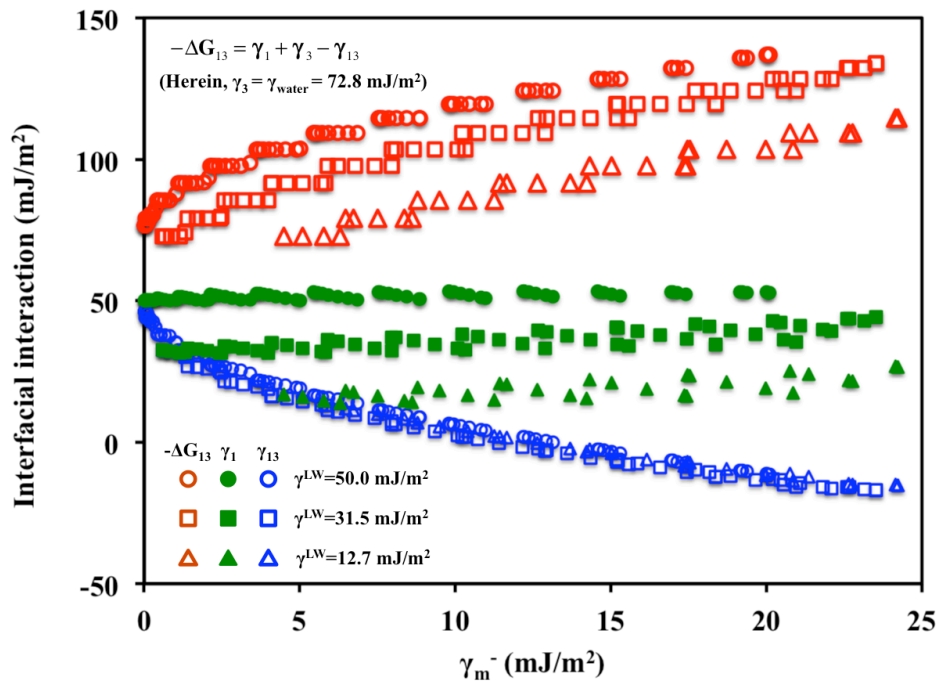 150
100
50
0
-50
Interfacial interaction (mJ/m²)
−ΔG₁₃ = γ₁ + γ₃ − γ₁₃
(Herein, γ₃ = γwater = 72.8 mJ/m²)
-ΔG₁₃ γ₁ γ₁₃
γᴸᵂ=50.0 mJ/m²
γᴸᵂ=31.5 mJ/m²
γᴸᵂ=12.7 mJ/m²
0 5 10 15 20 25
γₘ⁻ (mJ/m²)